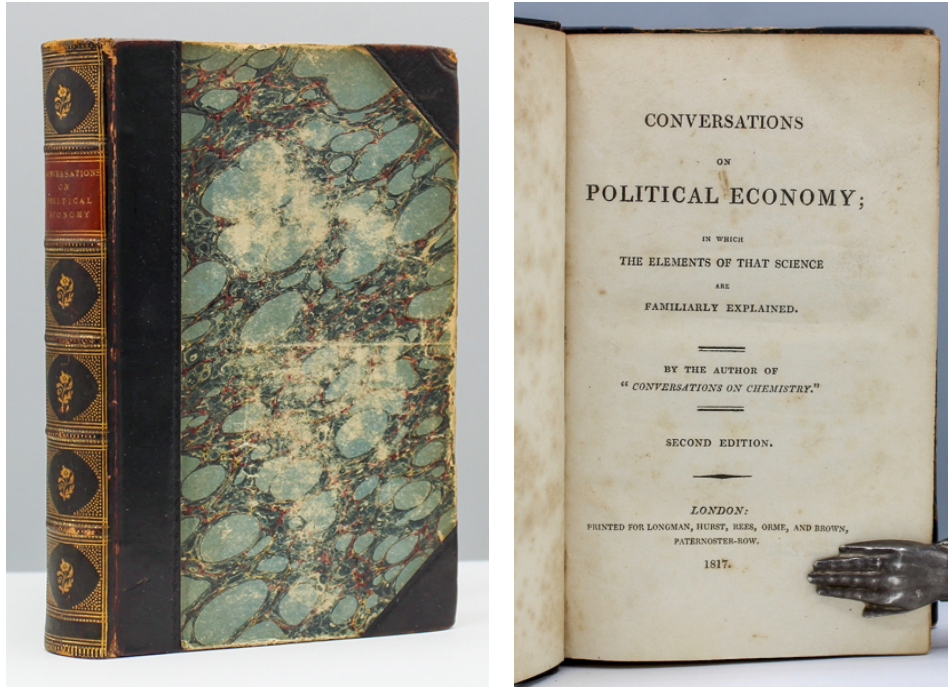 CONVERSATIONS
ON
POLITICAL
ECONOMY
CONVERSATIONS
ON
POLITICAL ECONOMY;
IN WHICH
THE ELEMENTS OF THAT SCIENCE
ARE
FAMILIARLY EXPLAINED.
BY THE AUTHOR OF
“ CONVERSATIONS ON CHEMISTRY.”
SECOND EDITION.
LONDON:
PRINTED FOR LONGMAN, HURST, REES, ORME, AND BROWN,
PATERNOSTER-ROW.
1817.